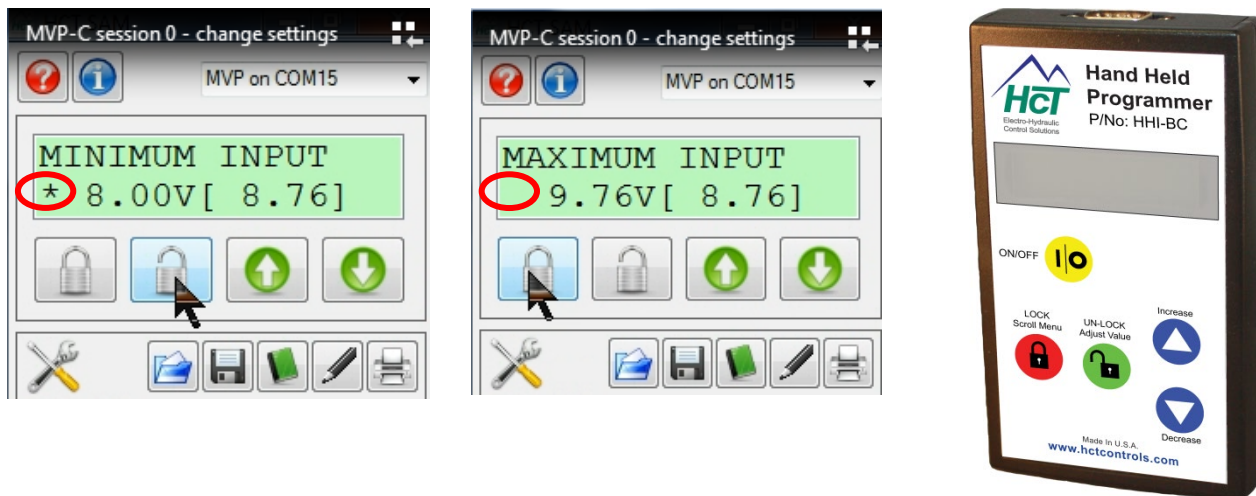 MVP-C session 0 - change settings
MVP on COM15
MINIMUM INPUT
* 8.00V[ 8.76]
MVP-C session 0 - change settings
MVP on COM15
MAXIMUM INPUT
9.76V[ 8.76]
HCT
Electro-Hydraulic
Control Solutions
Hand Held
Programmer
P/No: HHI-BC
ON/OFF
I|O
LOCK
Scroll Menu
UN-LOCK
Adjust Value
Increase
Decrease
Made In U.S.A.
www.hctcontrols.com